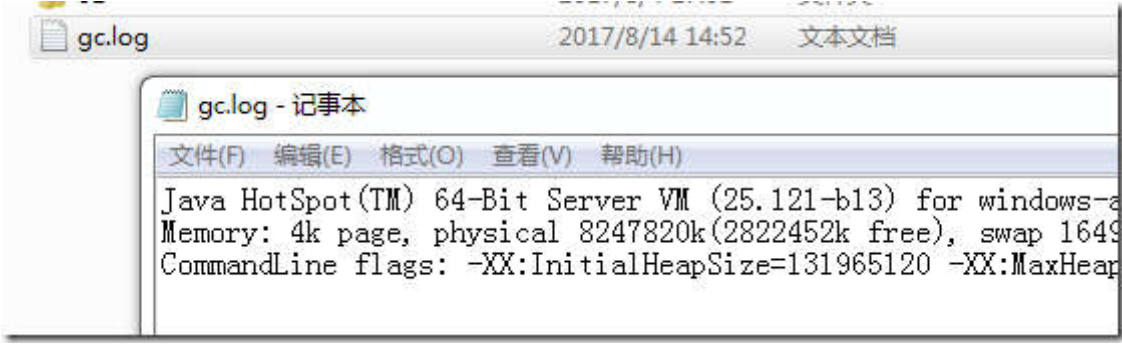 gc.log 2017/8/14 14:52 文本文档
gc.log - 记事本
文件(F) 编辑(E) 格式(O) 查看(V) 帮助(H)
Java HotSpot(TM) 64-Bit Server VM (25.121-b13) for windows-a
Memory: 4k page, physical 8247820k(2822452k free), swap 1649
CommandLine flags: -XX:InitialHeapSize=131965120 -XX:MaxHeap